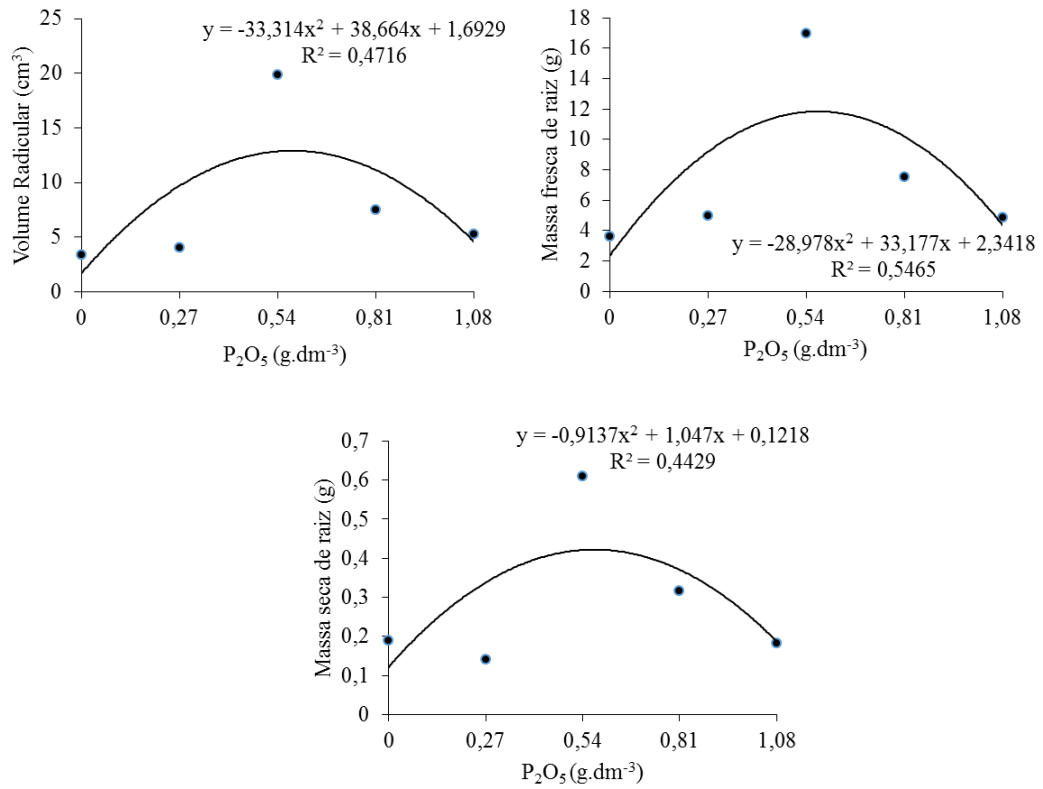 y = -33,314x² + 38,664x + 1,6929
R² = 0,4716
Volume Radicular (cm³)
25
20
15
10
5
0
0 0,27 0,54 0,81 1,08
P₂O₅ (g.dm⁻³)
Massa fresca de raiz (g)
18
16
14
12
10
8
6
4
2
0
y = -28,978x² + 33,177x + 2,3418
R² = 0,5465
0 0,27 0,54 0,81 1,08
P₂O₅ (g.dm⁻³)
y = -0,9137x² + 1,047x + 0,1218
R² = 0,4429
Massa seca de raiz (g)
0,7
0,6
0,5
0,4
0,3
0,2
0,1
0
0 0,27 0,54 0,81 1,08
P₂O₅ (g.dm⁻³)